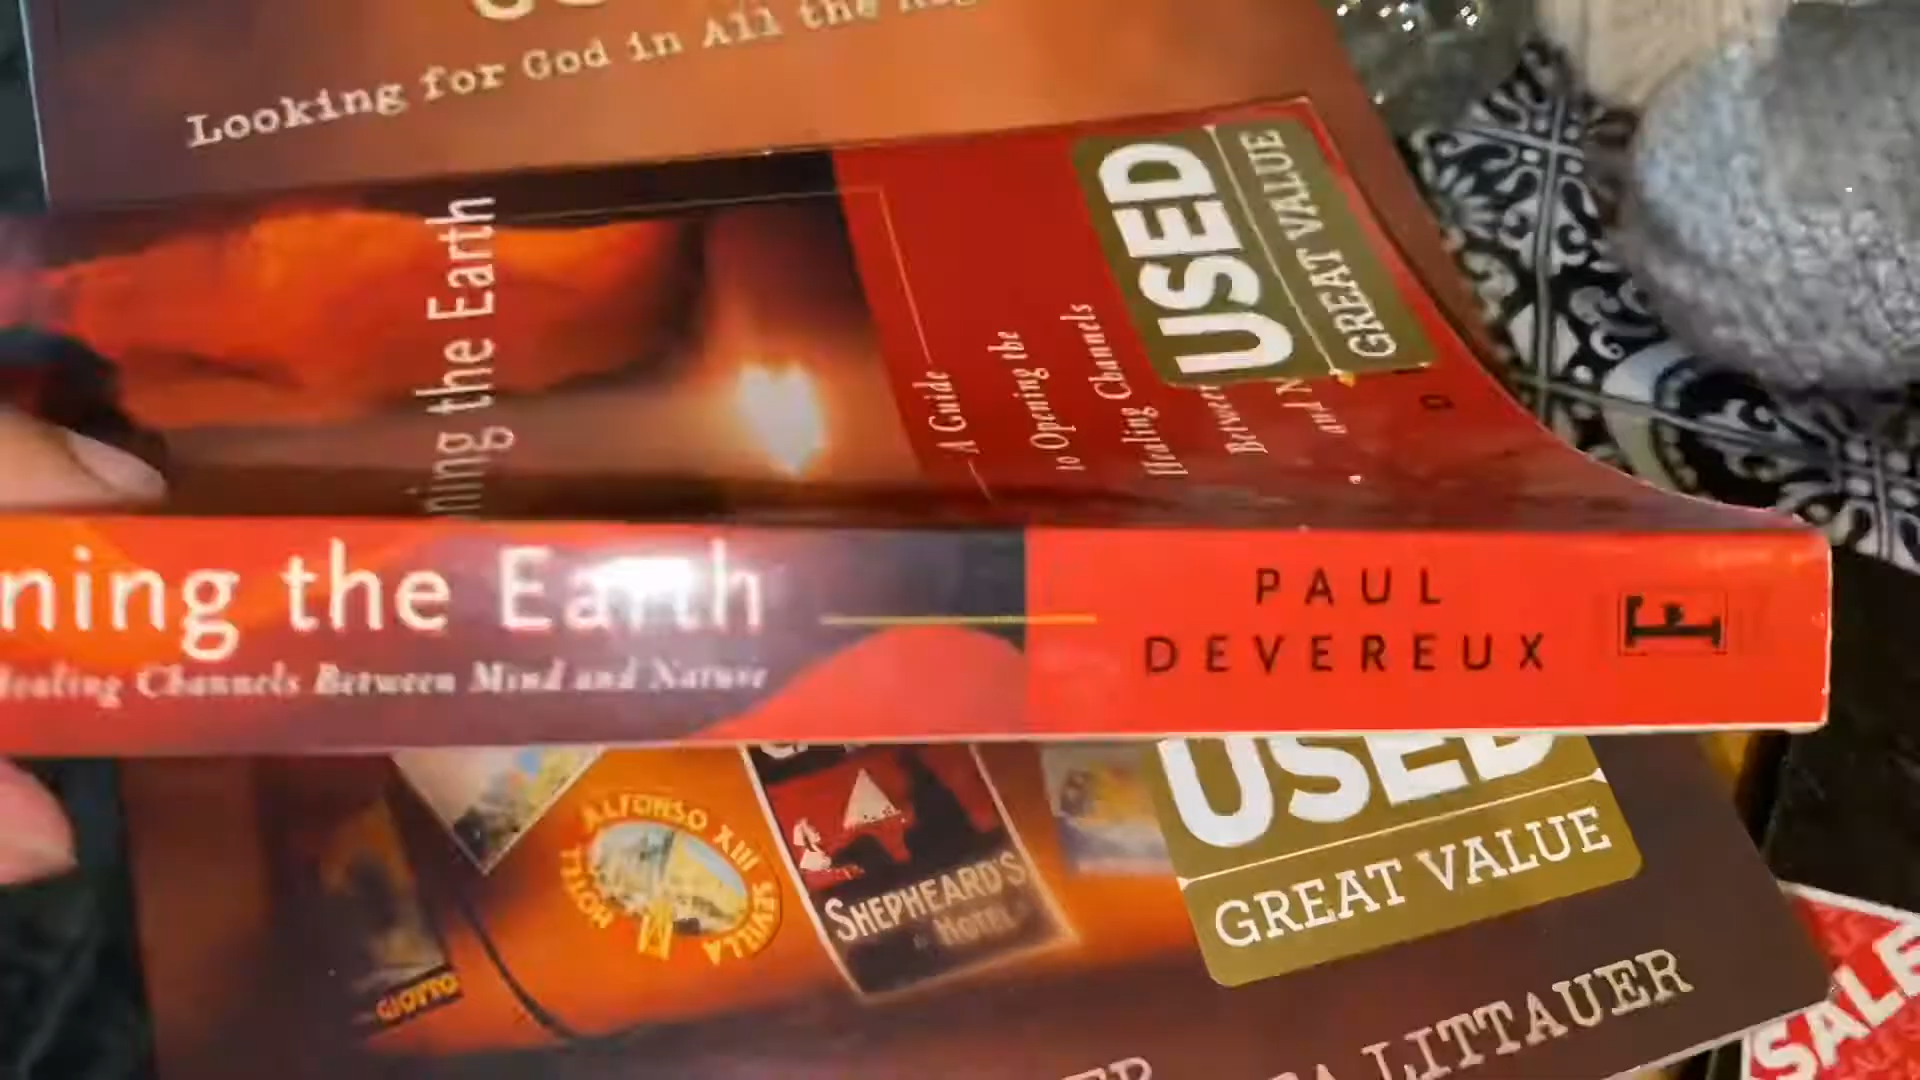 Looking for God in All the
ning the Earth
A Guide
to Opening the
Healing Channels
Between
and
USED
GREAT VALUE
ning the Earth
Healing Channels Between Mind and Nature
PAUL
DEVEREUX
USED
GREAT VALUE
HOTEL ALFONSO XIII SEVILLA
SHEPHEARD'S
HOTEL
GIOTTO
LITTAUER
SALE